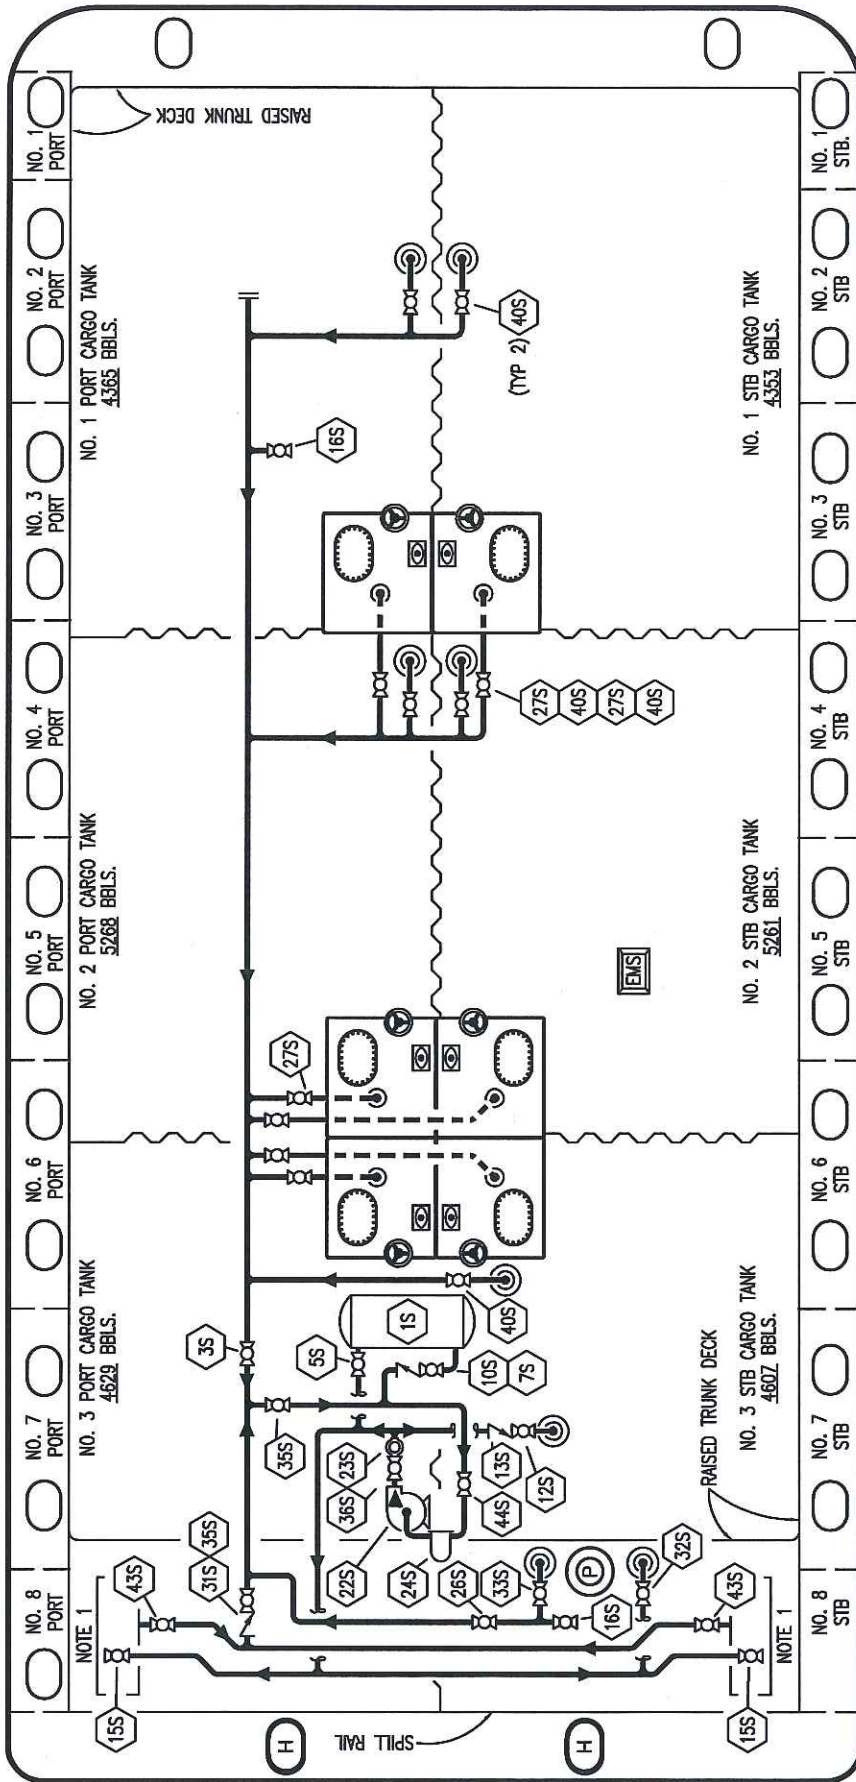 NO. 8
PORT
NO. 7
PORT
NO. 6
PORT
NO. 5
PORT
NO. 4
PORT
NO. 3
PORT
NO. 2
PORT
NO. 1
PORT
NOTE 1
NO. 3 PORT CARGO TANK
4629 BBLS.
NO. 2 PORT CARGO TANK
5268 BBLS.
NO. 1 PORT CARGO TANK
4365 BBLS.
RAISED TRUNK DECK
15S
43S
31S
35S
3S
35S
5S
1S
27S
16S
H
SPILL RAIL
36S
23S
22S
24S
10S
7S
40S
27S
40S
27S
40S
40S
(TYP 2)
13S
12S
44S
26S
33S
16S
P
32S
EMS
H
15S
43S
NOTE 1
RAISED TRUNK DECK
NO. 3 STB CARGO TANK
4607 BBLS.
NO. 2 STB CARGO TANK
5261 BBLS.
NO. 1 STB CARGO TANK
4353 BBLS.
NO. 8
STB
NO. 7
STB
NO. 6
STB
NO. 5
STB
NO. 4
STB
NO. 3
STB
NO. 2
STB
NO. 1
STB.